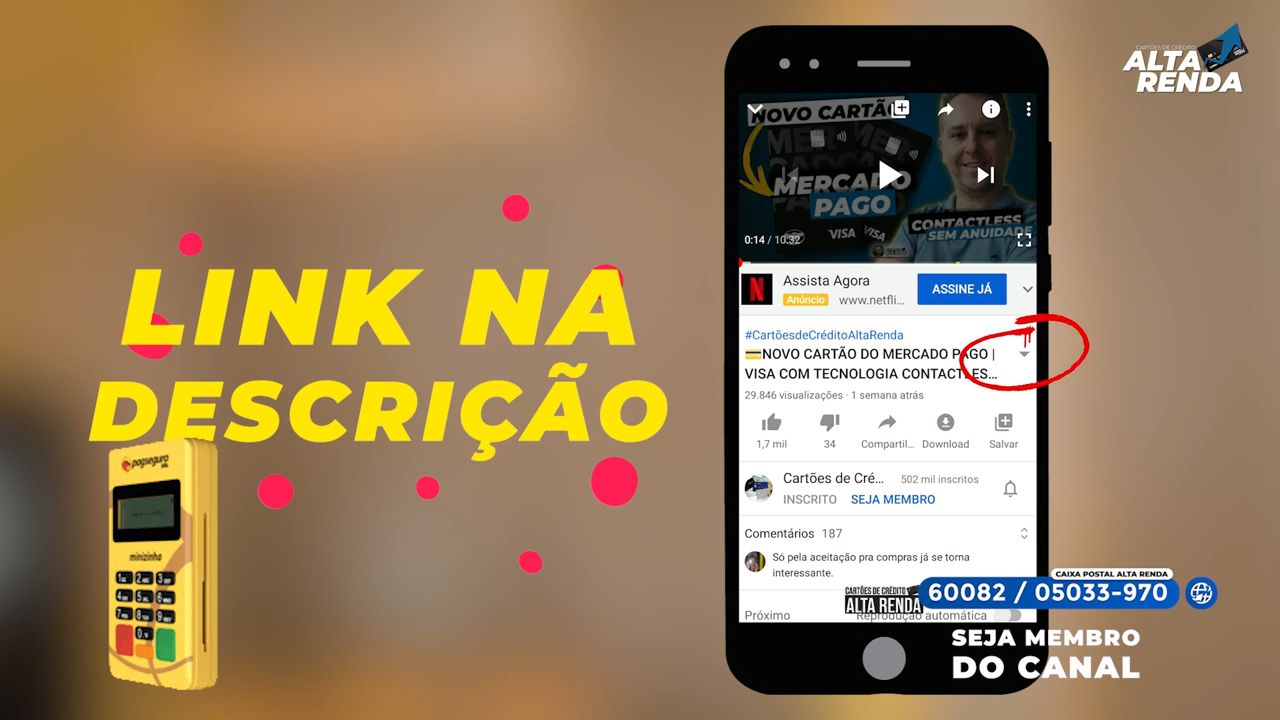 CARTÕES DE CRÉDITO
ALTA
RENDA
LINK NA
DESCRIÇÃO
pagseguro
minizinha
NOVO CARTÃO
MERCADO
PAGO
CONTACTLESS
SEM ANUIDADE
VISA
VISA
0:14 / 10:32
Assista Agora
Anúncio www.netfli...
ASSINE JÁ
#CartõesdeCréditoAltaRenda
💳NOVO CARTÃO DO MERCADO PAGO |
VISA COM TECNOLOGIA CONTACTLES...
29.846 visualizações · 1 semana atrás
1,7 mil 34 Compartil... Download Salvar
Cartões de Cré... 502 mil inscritos
INSCRITO SEJA MEMBRO
Comentários 187
Só pela aceitação pra compras já se torna
interessante.
Próximo Reprodução automática
CARTÕES DE CRÉDITO
ALTA RENDA
CAIXA POSTAL ALTA RENDA
60082 / 05033-970
SEJA MEMBRO
DO CANAL